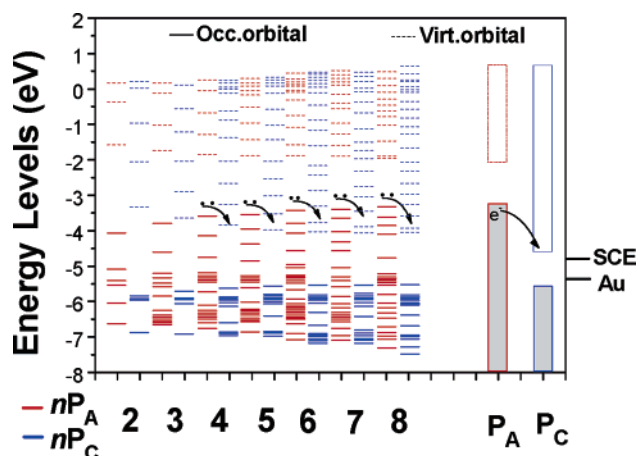 Occ.orbital Virt.orbital
Energy Levels (eV)
2
1
0
-1
-2
-3
-4
-5
-6
-7
-8
e-
SCE
Au
nPA
nPC
2 3 4 5 6 7 8
PA PC